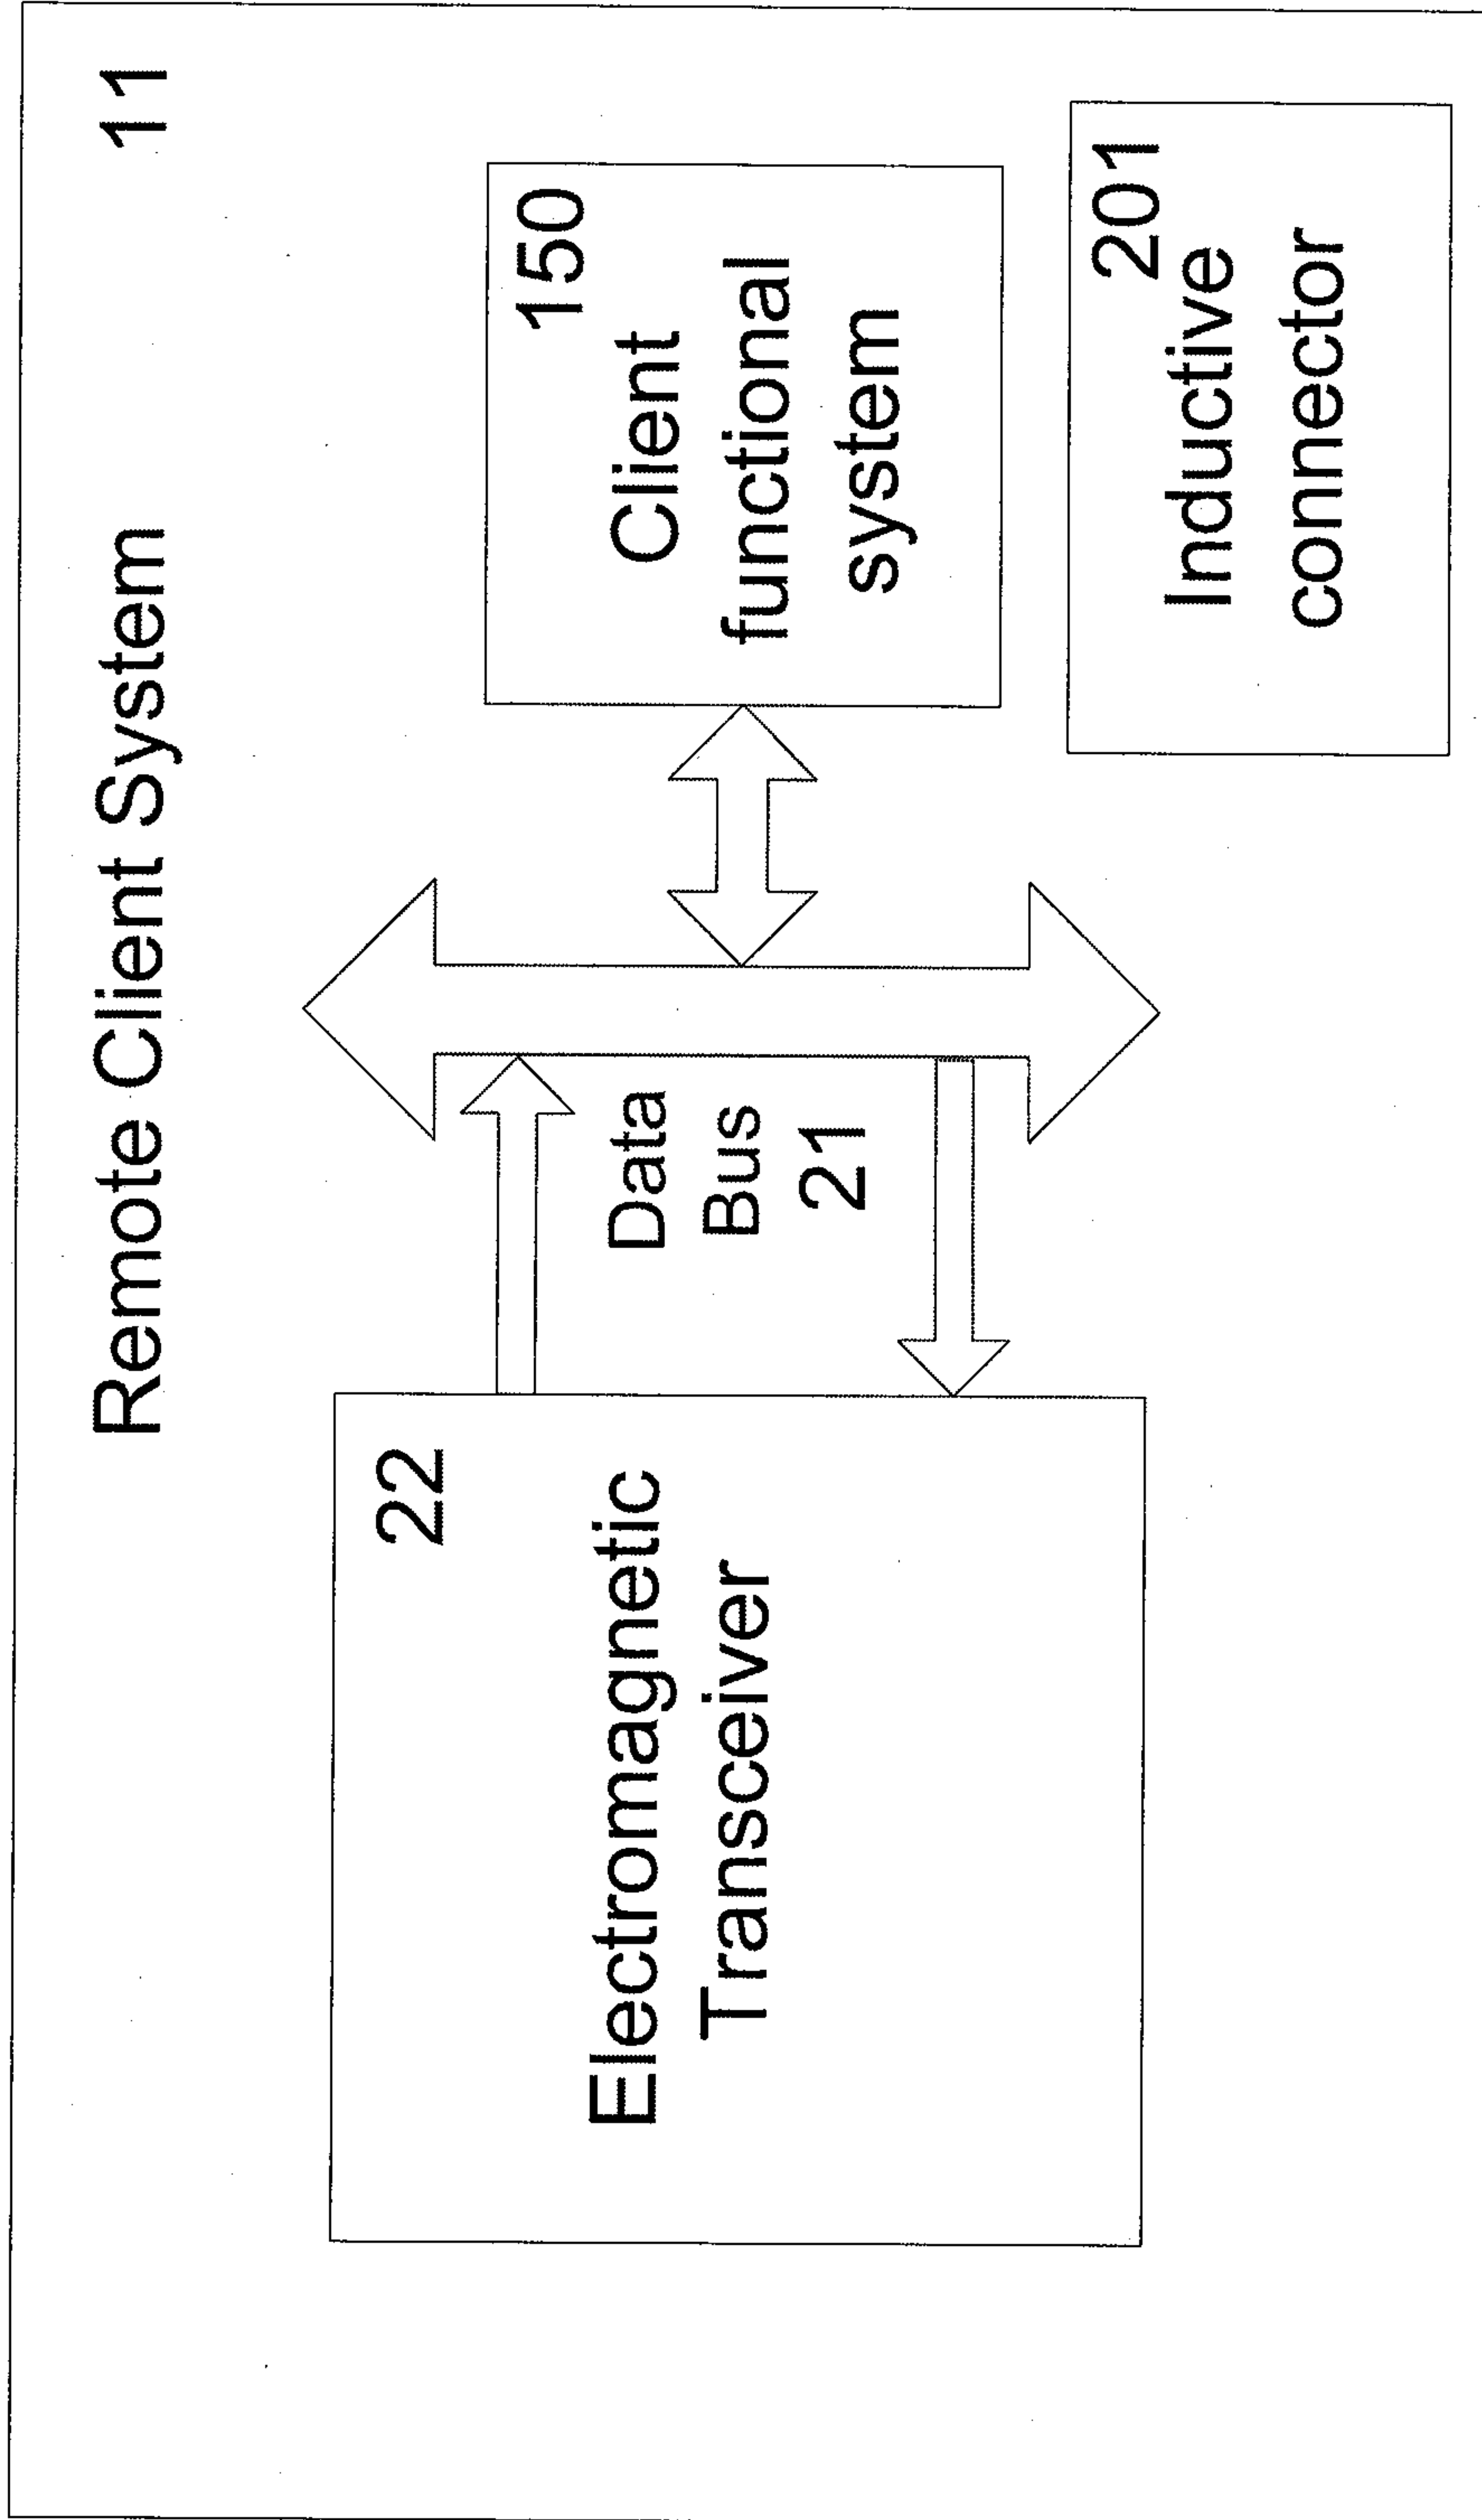 Remote Client System 11
22
Electromagnetic
Transceiver
Data
Bus
21
150
Client
functional
system
201
Inductive
connector